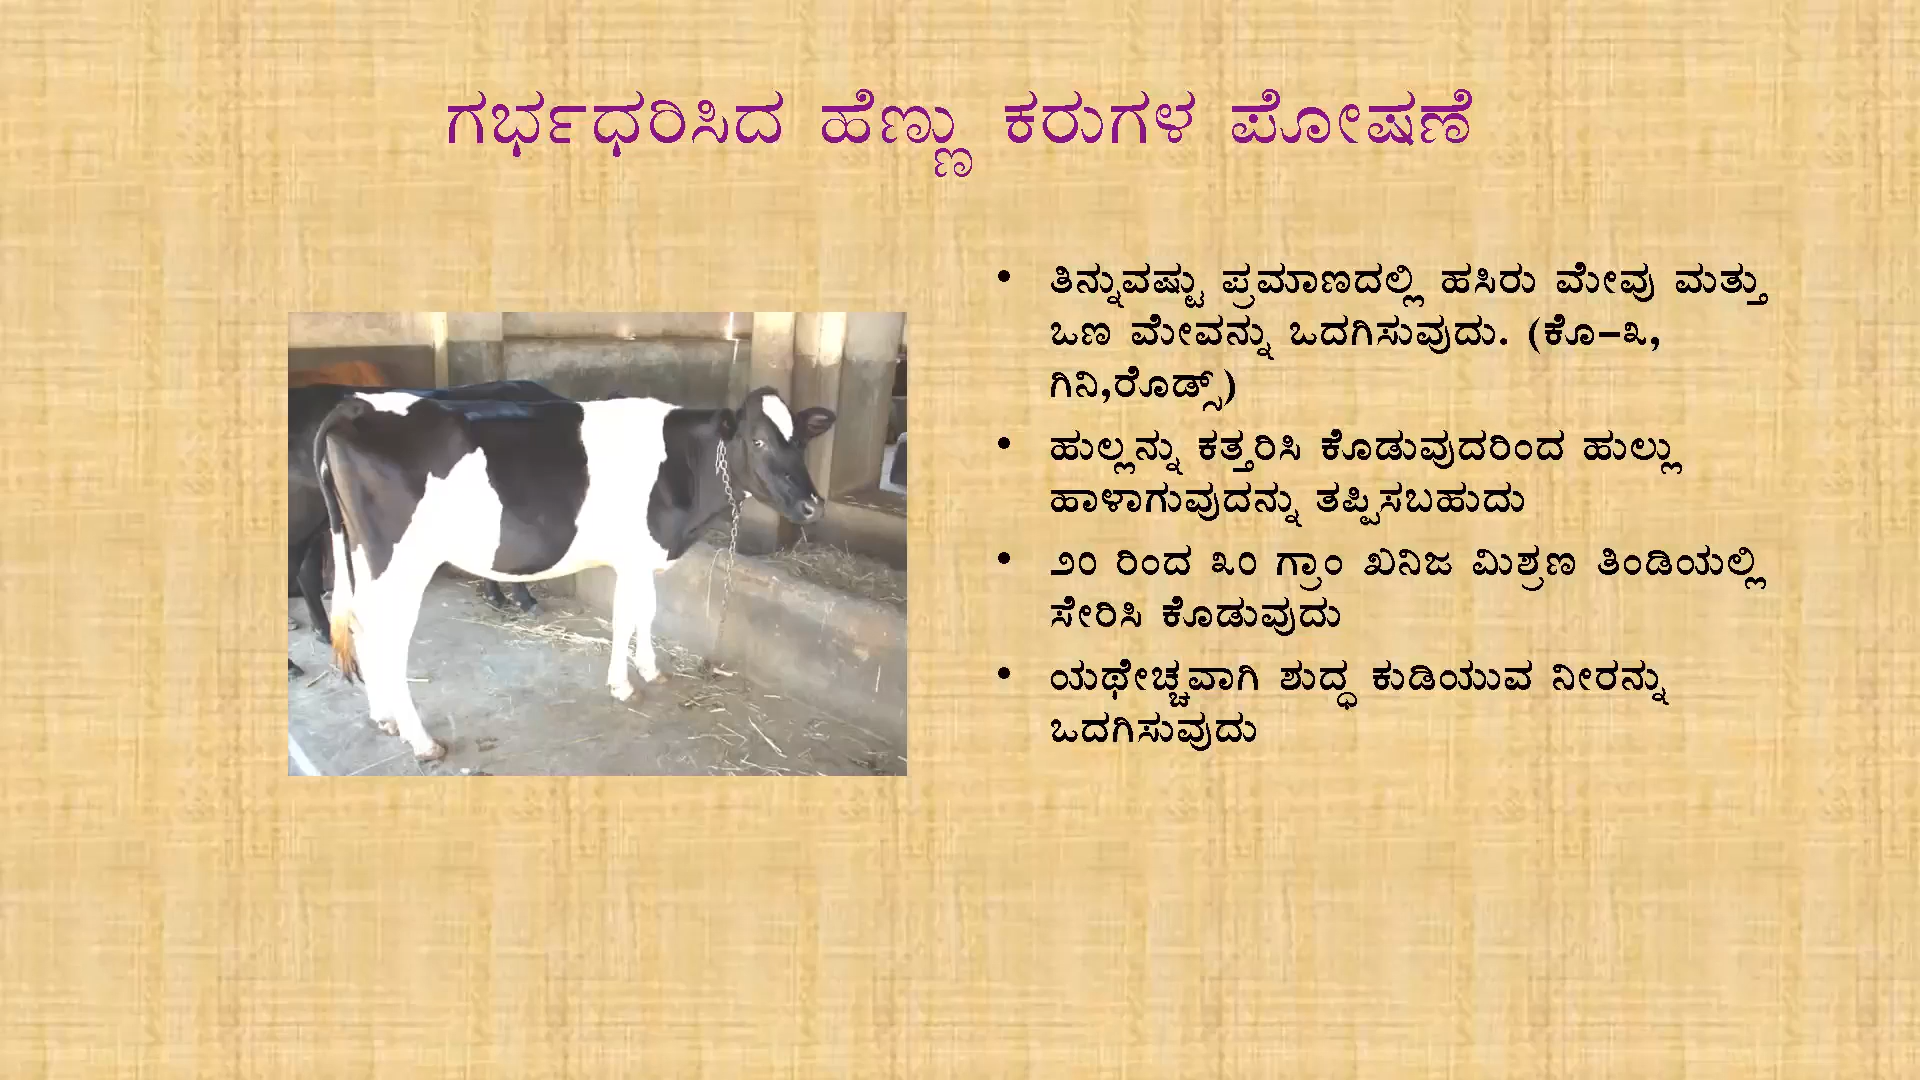 ಗರ್ಭಧರಿಸಿದ ಹೆಣ್ಣು ಕರುಗಳ ಪೋಷಣೆ
• ತಿನ್ನುವಷ್ಟು ಪ್ರಮಾಣದಲ್ಲಿ ಹಸಿರು ಮೇವು ಮತ್ತು
ಒಣ ಮೇವನ್ನು ಒದಗಿಸುವುದು. (ಕೊ–೩,
ಗಿನಿ,ರೊಡ್ಸ್)
• ಹುಲ್ಲನ್ನು ಕತ್ತರಿಸಿ ಕೊಡುವುದರಿಂದ ಹುಲ್ಲು
ಹಾಳಾಗುವುದನ್ನು ತಪ್ಪಿಸಬಹುದು
• ೨೦ ರಿಂದ ೩೦ ಗ್ರಾಂ ಖನಿಜ ಮಿಶ್ರಣ ತಿಂಡಿಯಲ್ಲಿ
ಸೇರಿಸಿ ಕೊಡುವುದು
• ಯಥೇಚ್ಚವಾಗಿ ಶುದ್ಧ ಕುಡಿಯುವ ನೀರನ್ನು
ಒದಗಿಸುವುದು